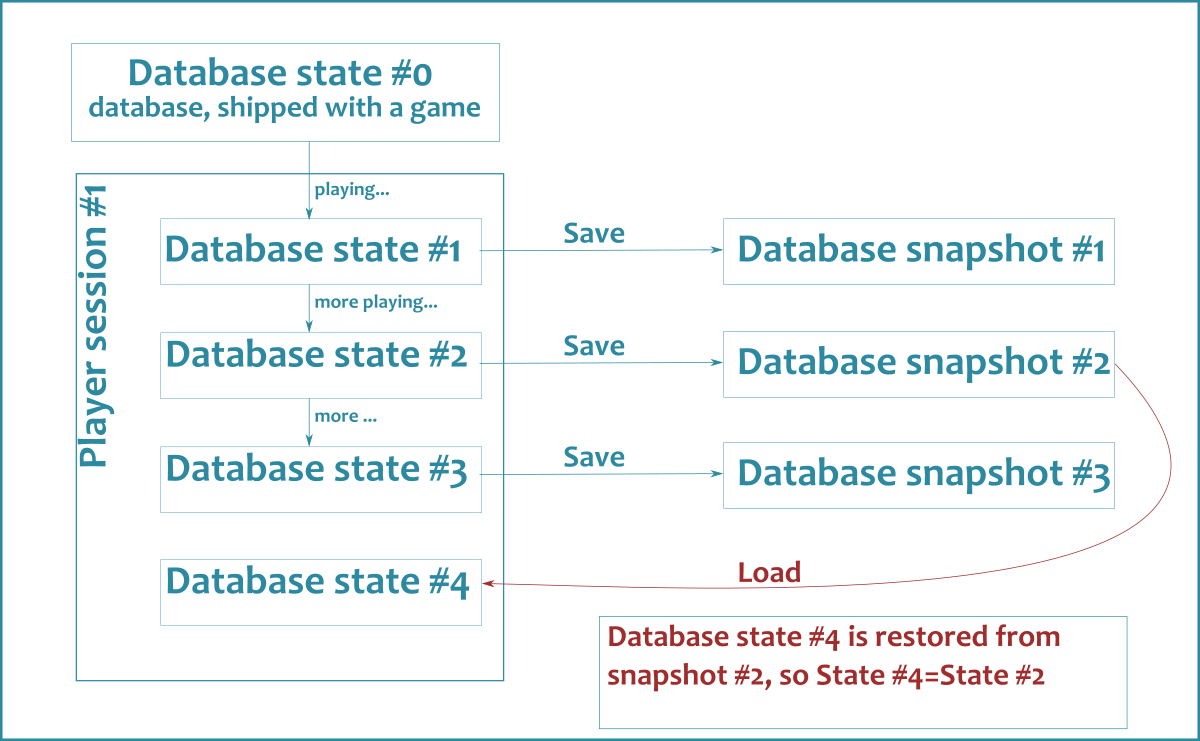 Database state #0
database, shipped with a game
Player session #1
playing...
Database state #1
Save
Database snapshot #1
more playing...
Database state #2
Save
Database snapshot #2
more ...
Database state #3
Save
Database snapshot #3
Database state #4
Load
Database state #4 is restored from
snapshot #2, so State #4=State #2